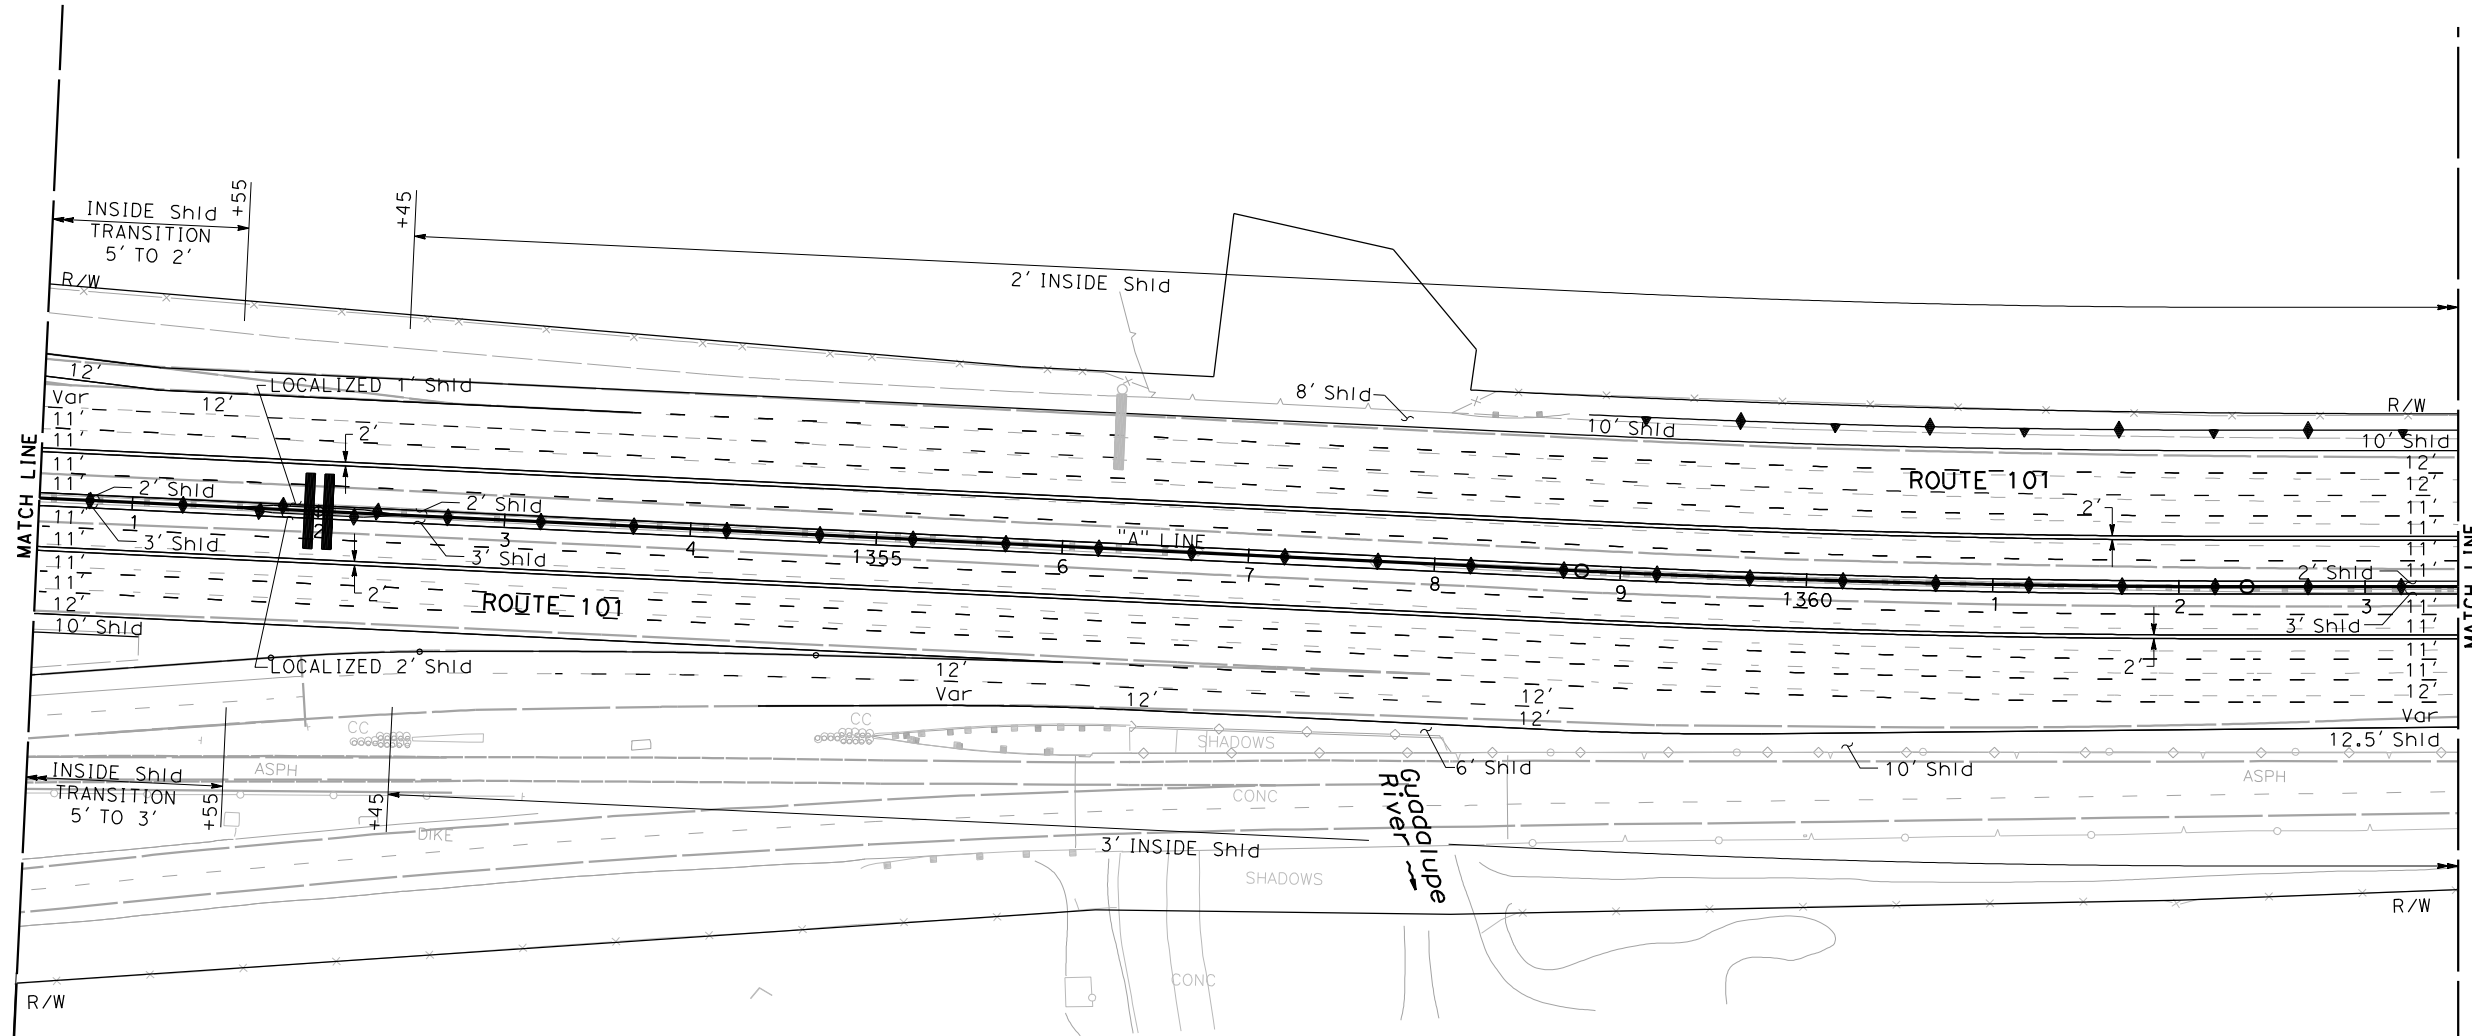 +55
+45
INSIDE Shld
TRANSITION
5' TO 2'
2' INSIDE Shld
R/W
12'
Var
11'
11'
11'
11'
11'
11'
11'
11'
12'
10' Shld
MATCH LINE
LOCALIZED 1' Shld
12'
2'
2' Shld
3' Shld
2' Shld
3' Shld
2'
ROUTE 101
LOCALIZED 2' Shld
1
2
3
4
1355
6
7
8
9
1360
1
2
3
"A" LINE
8' Shld
10' Shld
ROUTE 101
R/W
10' Shld
12'
12'
11'
11'
11'
11'
2' Shld
11'
3' Shld
11'
11'
11'
12'
Var
12.5' Shld
2'
2'
MATCH LINE
12'
Var
12'
12'
12'
6' Shld
10' Shld
CC
CC
SHADOWS
ASPH
ASPH
CONC
DIKE
SHADOWS
CONC
INSIDE Shld
TRANSITION
5' TO 3'
+55
+45
3' INSIDE Shld
Guadalupe
River
R/W
R/W